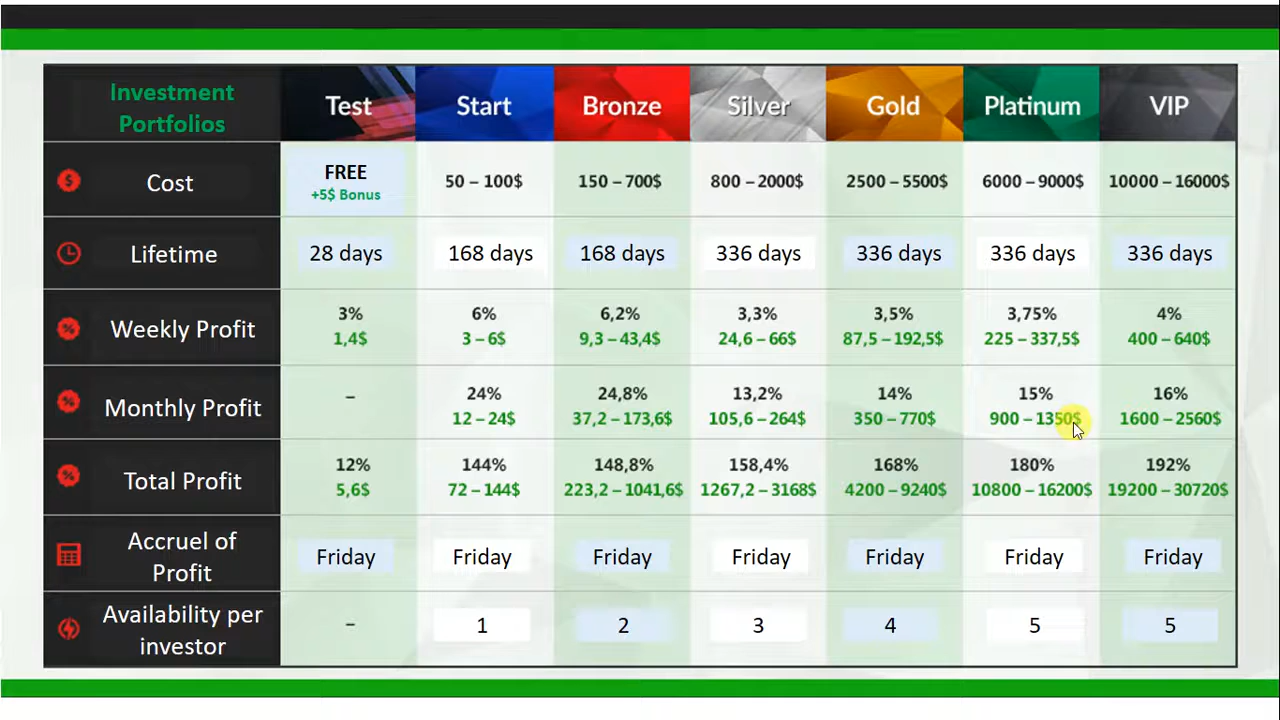 Investment
Portfolios
Test
Start
Bronze
Silver
Gold
Platinum
VIP
Cost
FREE
+5$ Bonus
50 – 100$
150 – 700$
800 – 2000$
2500 – 5500$
6000 – 9000$
10000 – 16000$
Lifetime
28 days
168 days
168 days
336 days
336 days
336 days
336 days
Weekly Profit
3%
1,4$
6%
3 – 6$
6,2%
9,3 – 43,4$
3,3%
24,6 – 66$
3,5%
87,5 – 192,5$
3,75%
225 – 337,5$
4%
400 – 640$
Monthly Profit
–
24%
12 – 24$
24,8%
37,2 – 173,6$
13,2%
105,6 – 264$
14%
350 – 770$
15%
900 – 1350$
16%
1600 – 2560$
Total Profit
12%
5,6$
144%
72 – 144$
148,8%
223,2 – 1041,6$
158,4%
1267,2 – 3168$
168%
4200 – 9240$
180%
10800 – 16200$
192%
19200 – 30720$
Accruel of
Profit
Friday
Friday
Friday
Friday
Friday
Friday
Friday
Availability per
investor
–
1
2
3
4
5
5